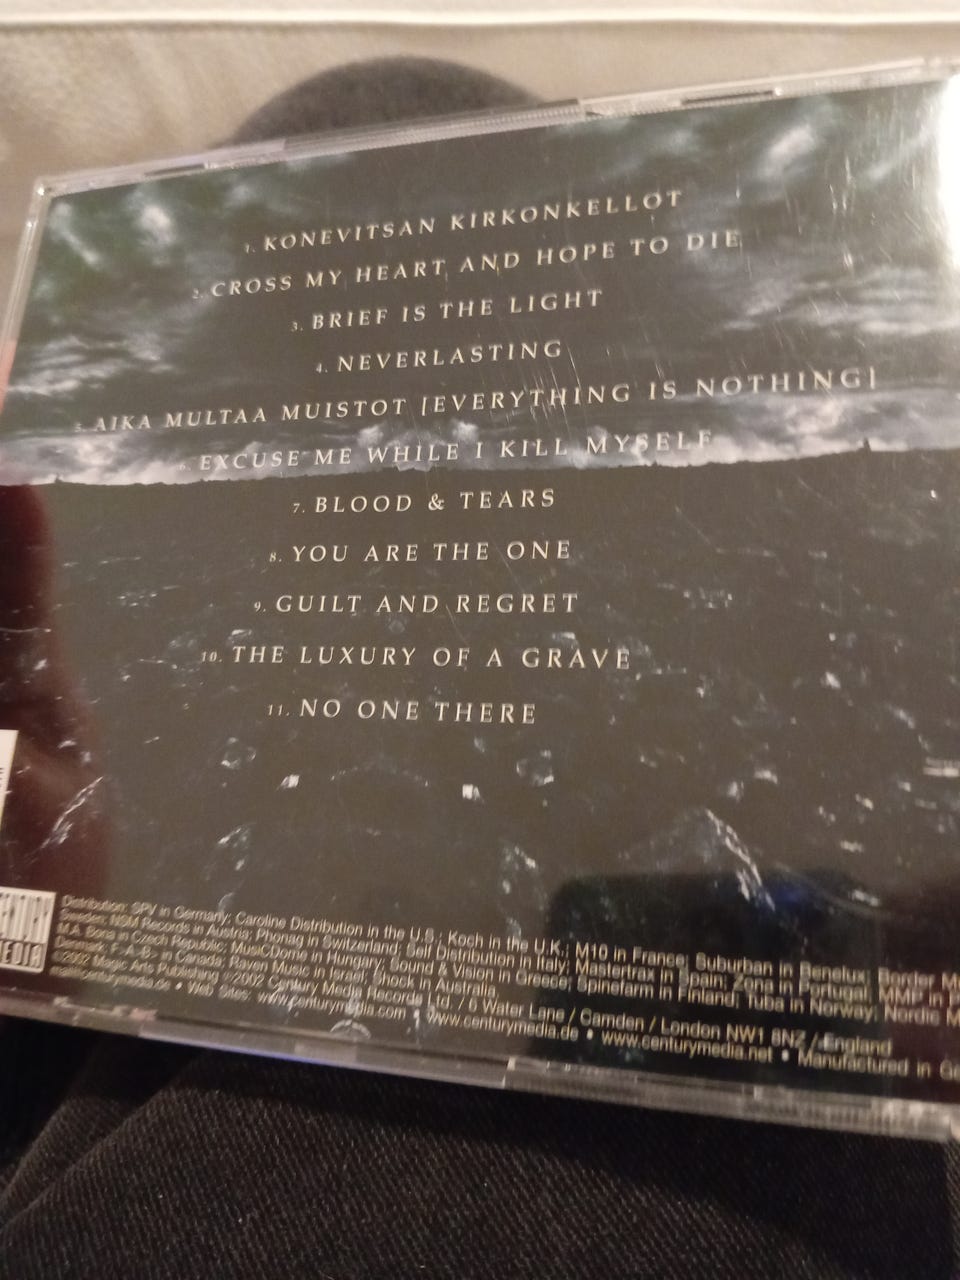 1. KONEVITSAN KIRKONKELLOT
2. CROSS MY HEART AND HOPE TO DIE
3. BRIEF IS THE LIGHT
4. NEVERLASTING
5. AIKA MULTAA MUISTOT [EVERYTHING IS NOTHING]
6. EXCUSE ME WHILE I KILL MYSELF
7. BLOOD & TEARS
8. YOU ARE THE ONE
9. GUILT AND REGRET
10. THE LUXURY OF A GRAVE
11. NO ONE THERE
Distribution: SPV in Germany; Caroline Distribution in the U.S.; Koch in the U.K.; M10 in France; Suburban in Benelux;
Sweden; NSM Records in Austria; Phonag in Switzerland; Self Distribution in Italy; Mastertrax in Spain; Zona in Portugal,
M.A. Bona in Czech Republic; MusicDome in Hungary; Sound & Vision in Greece; Spinefarm in Finland; Tuba in Norway; Nordic
Denmark; F.-A.-B.- in Canada; Raven Music in Israel; & Shock in Australia
©2002 Magic Arts Publishing ©2002 Century Media Records Ltd. / 6 Water Lane / Camden / London NW1 8NZ / England
mail@centurymedia.de • Web Sites: www.centurymedia.com • www.centurymedia.de • www.centurymedia.net • Manufactured in